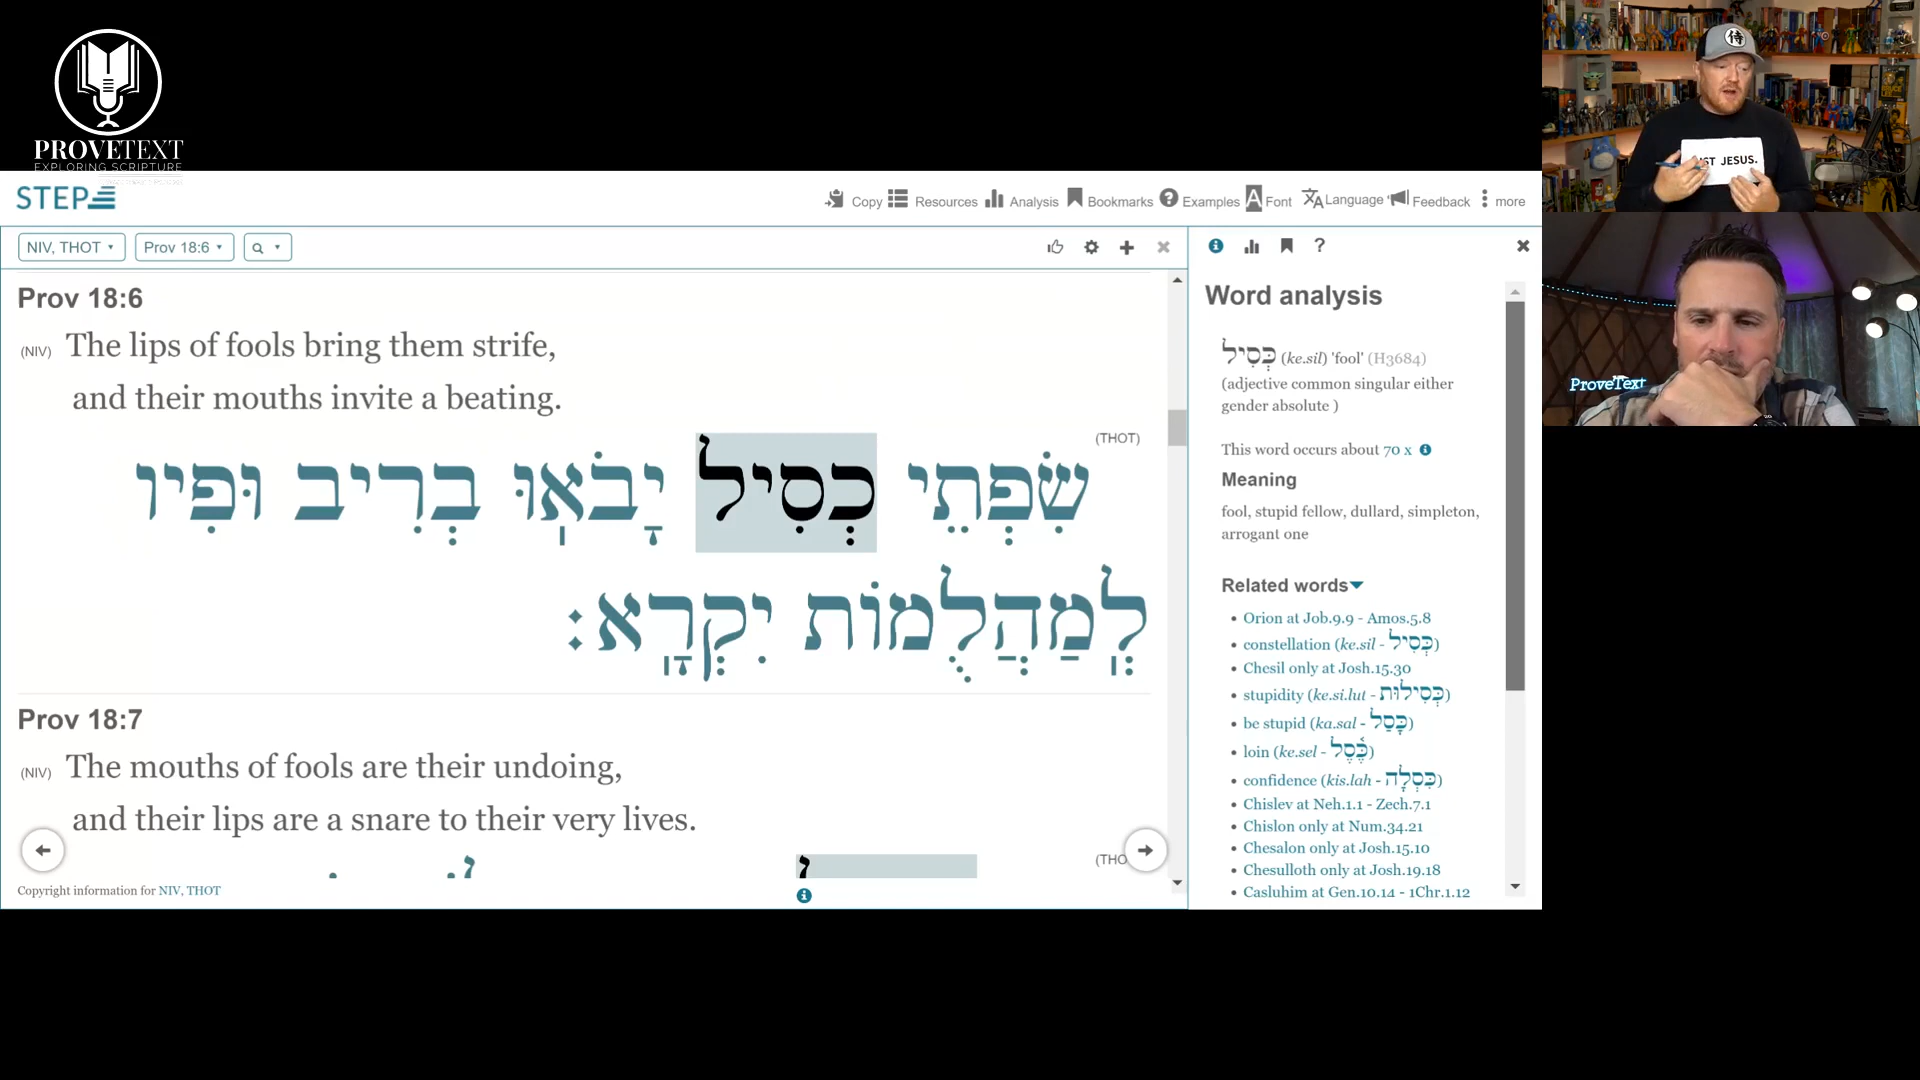 PROVETEXT
EXPLORING SCRIPTURE
STEP
Copy Resources Analysis Bookmarks Examples Font Language Feedback more
NIV, THOT
Prov 18:6
Prov 18:6
(NIV) The lips of fools bring them strife,
and their mouths invite a beating.
(THOT)
שִׂפְתֵי כְסִיל יָבֹאֽוּ בְרִיב וּפִיו
לְֽמַהֲלֻמוֹת יִקְרָֽא׃
Prov 18:7
(NIV) The mouths of fools are their undoing,
and their lips are a snare to their very lives.
Copyright information for NIV, THOT
Word analysis
כְּסִיל (ke.sil) 'fool' (H3684)
(adjective common singular either
gender absolute )
This word occurs about 70 x
Meaning
fool, stupid fellow, dullard, simpleton,
arrogant one
Related words
Orion at Job.9.9 - Amos.5.8
constellation (ke.sil - כְּסִיל)
Chesil only at Josh.15.30
stupidity (ke.si.lut - כְּסִילוּת)
be stupid (ka.sal - כָּסַל)
loin (ke.sel - כֶּ֫סֶל)
confidence (kis.lah - כִּסְלָה)
Chislev at Neh.1.1 - Zech.7.1
Chislon only at Num.34.21
Chesalon only at Josh.15.10
Chesulloth only at Josh.19.18
Casluhim at Gen.10.14 - 1Chr.1.12
侍
JESUS.
ProveText